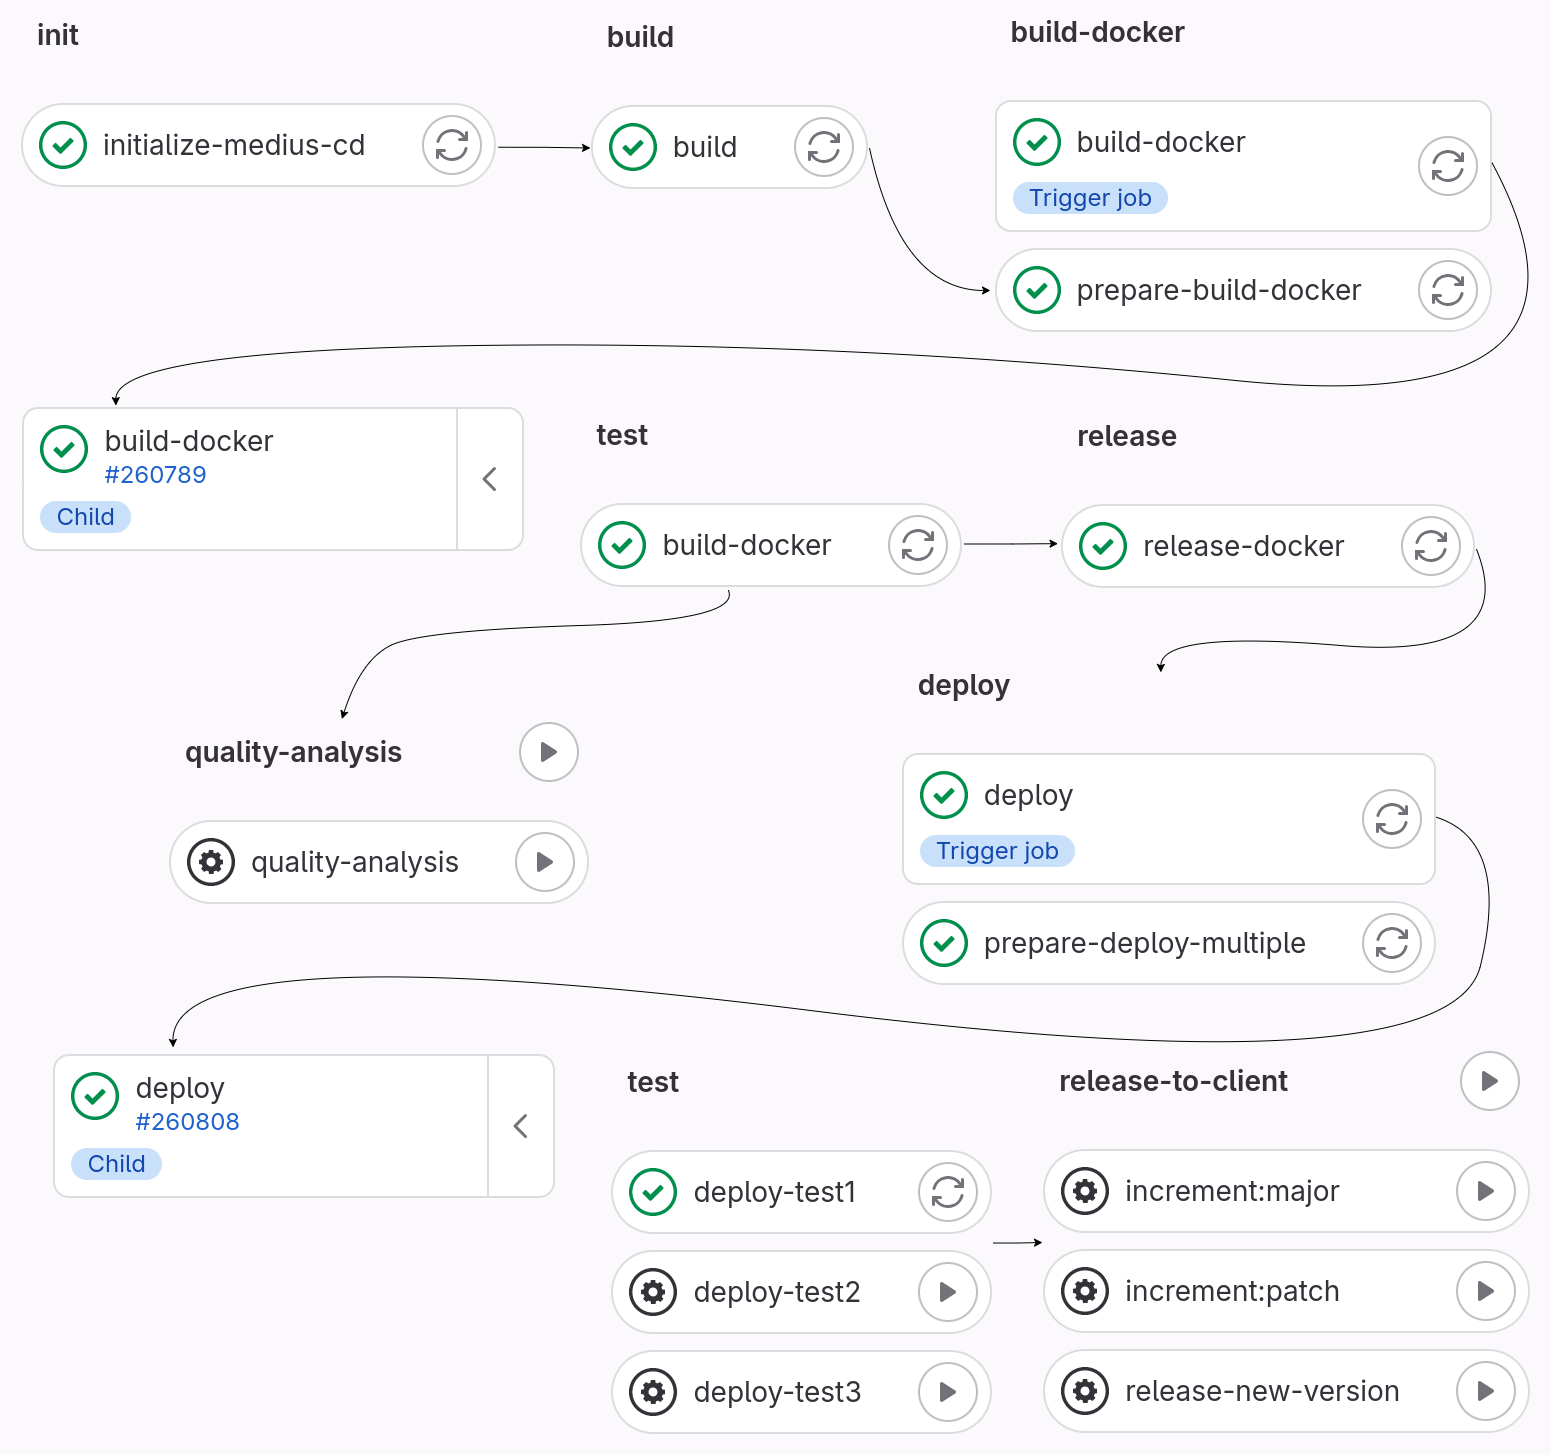 init
build
build-docker
initialize-medius-cd
build
build-docker
Trigger job
prepare-build-docker
build-docker
#260789
Child
test
release
build-docker
release-docker
quality-analysis
quality-analysis
deploy
deploy
Trigger job
prepare-deploy-multiple
deploy
#260808
Child
test
release-to-client
deploy-test1
increment:major
deploy-test2
increment:patch
deploy-test3
release-new-version